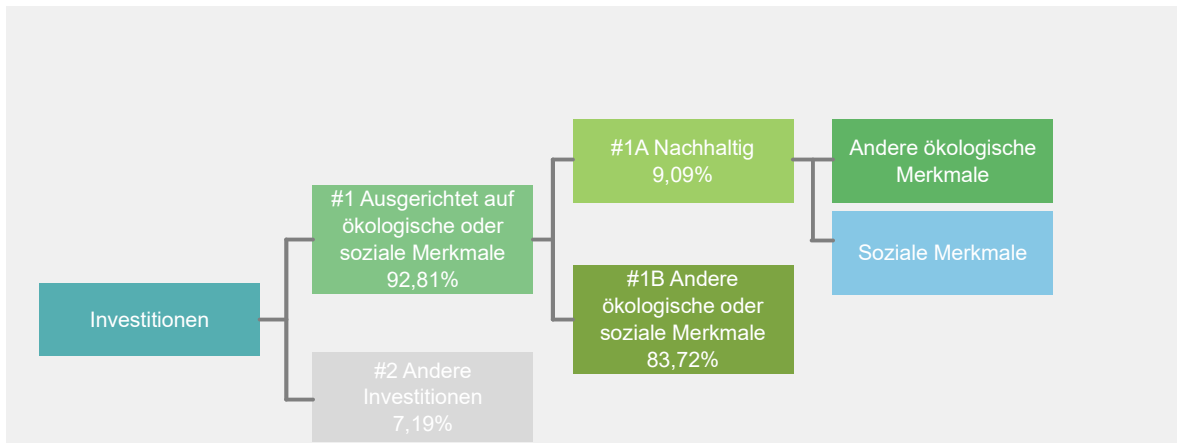 Investitionen
#1 Ausgerichtet auf
ökologische oder
soziale Merkmale
92,81%
#2 Andere
Investitionen
7,19%
#1A Nachhaltig
9,09%
#1B Andere
ökologische oder
soziale Merkmale
83,72%
Andere ökologische
Merkmale
Soziale Merkmale